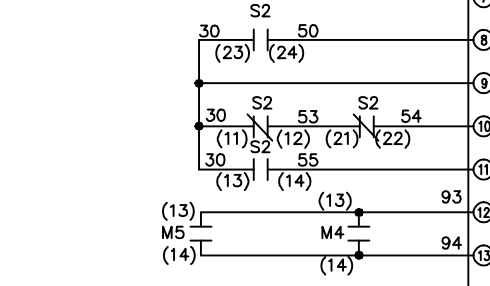 S2
30 50 8
(23) (24)
9
S2 S2
30 53 54 10
(11) (12) (21) (22)
S2
30 55 11
(13) (14)
(13) (13) 93 12
M5 M4
(14) (14) 94 13